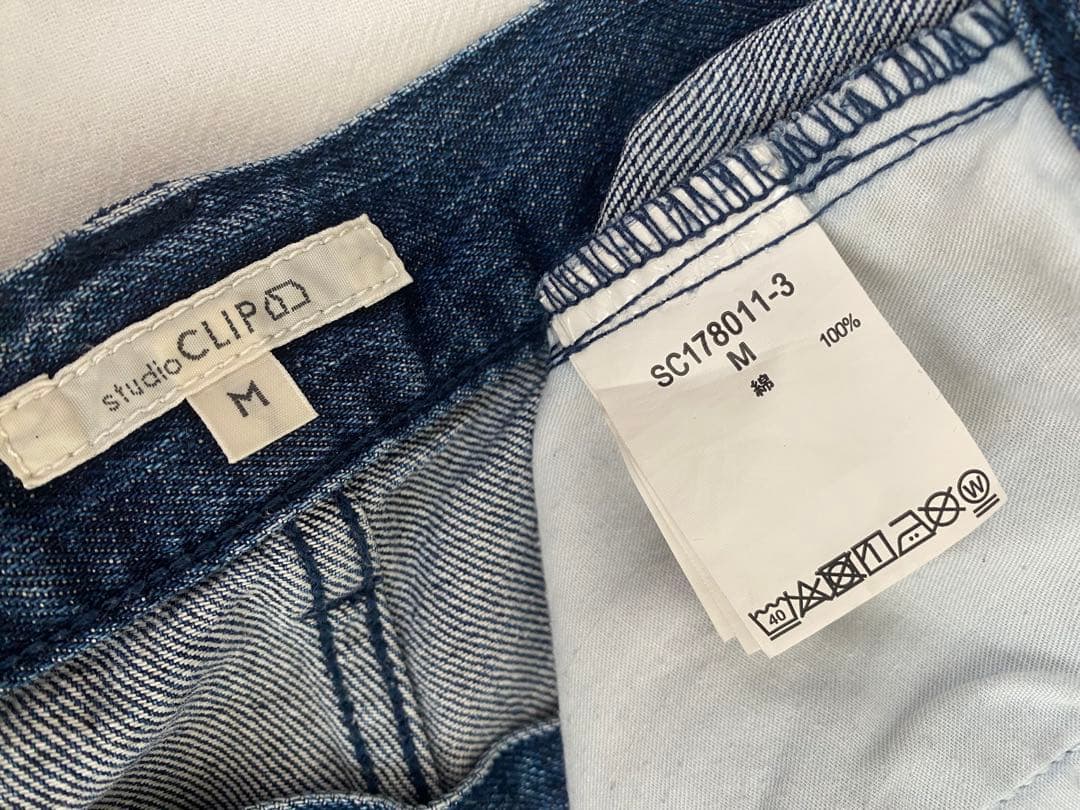 studio CLIP
M
SC178011-3
M
綿 100%
40
W